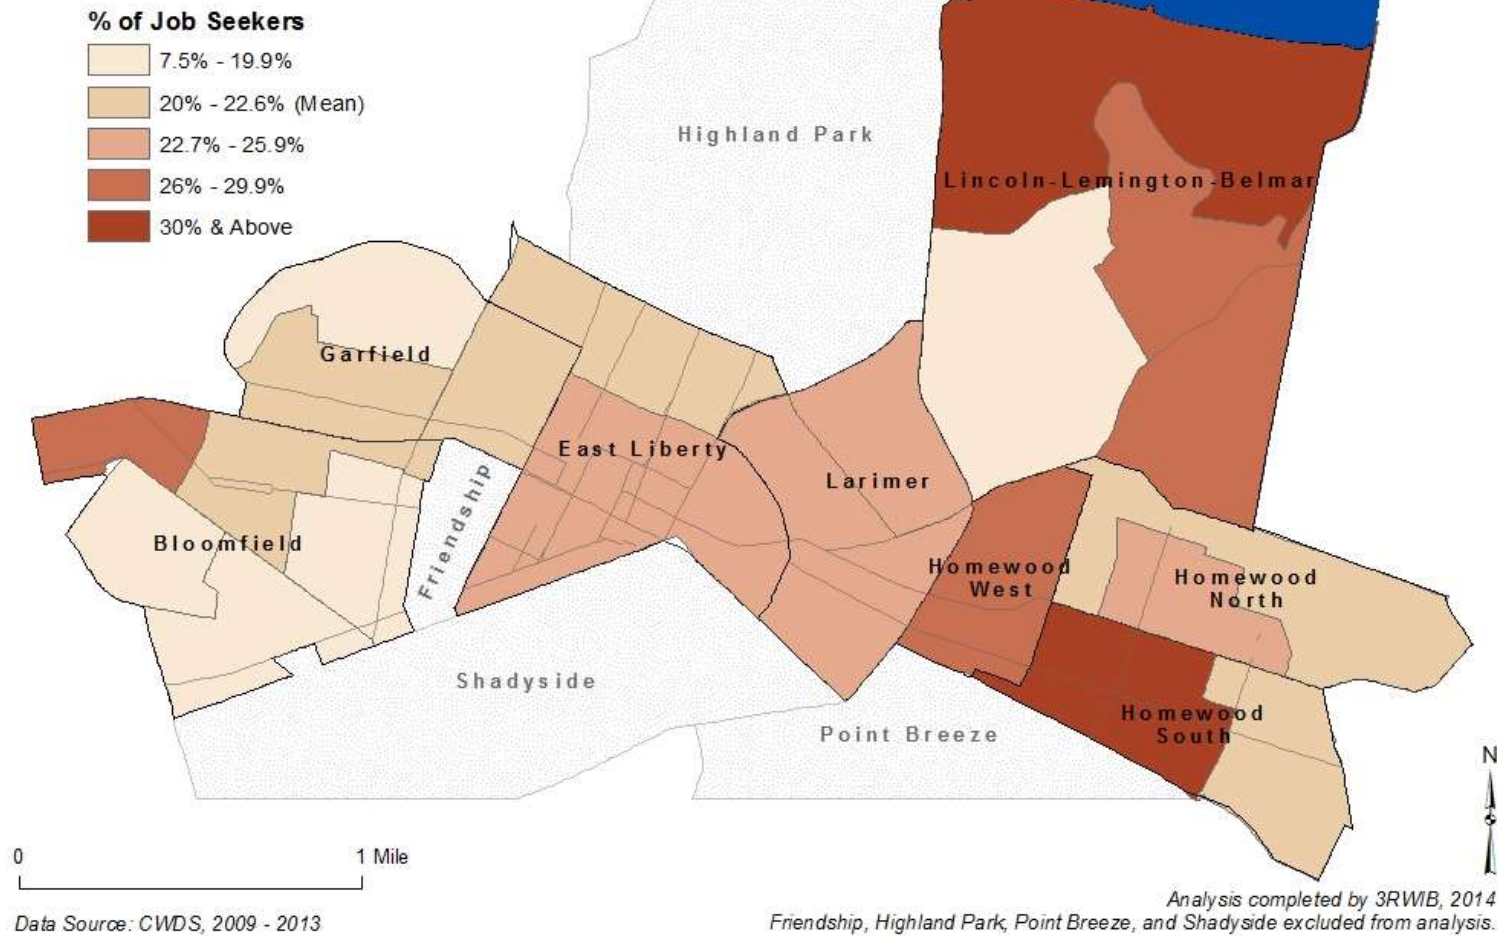 % of Job Seekers
7.5% - 19.9%
20% - 22.6% (Mean)
22.7% - 25.9%
26% - 29.9%
30% & Above
Highland Park
Lincoln-Lemington-Belmar
Garfield
East Liberty
Larimer
Friendship
Bloomfield
Homewood
West
Homewood
North
Shadyside
Point Breeze
Homewood
South
N
0
1 Mile
Data Source: CWDS, 2009 - 2013
Analysis completed by 3RWIB, 2014
Friendship, Highland Park, Point Breeze, and Shadyside excluded from analysis.